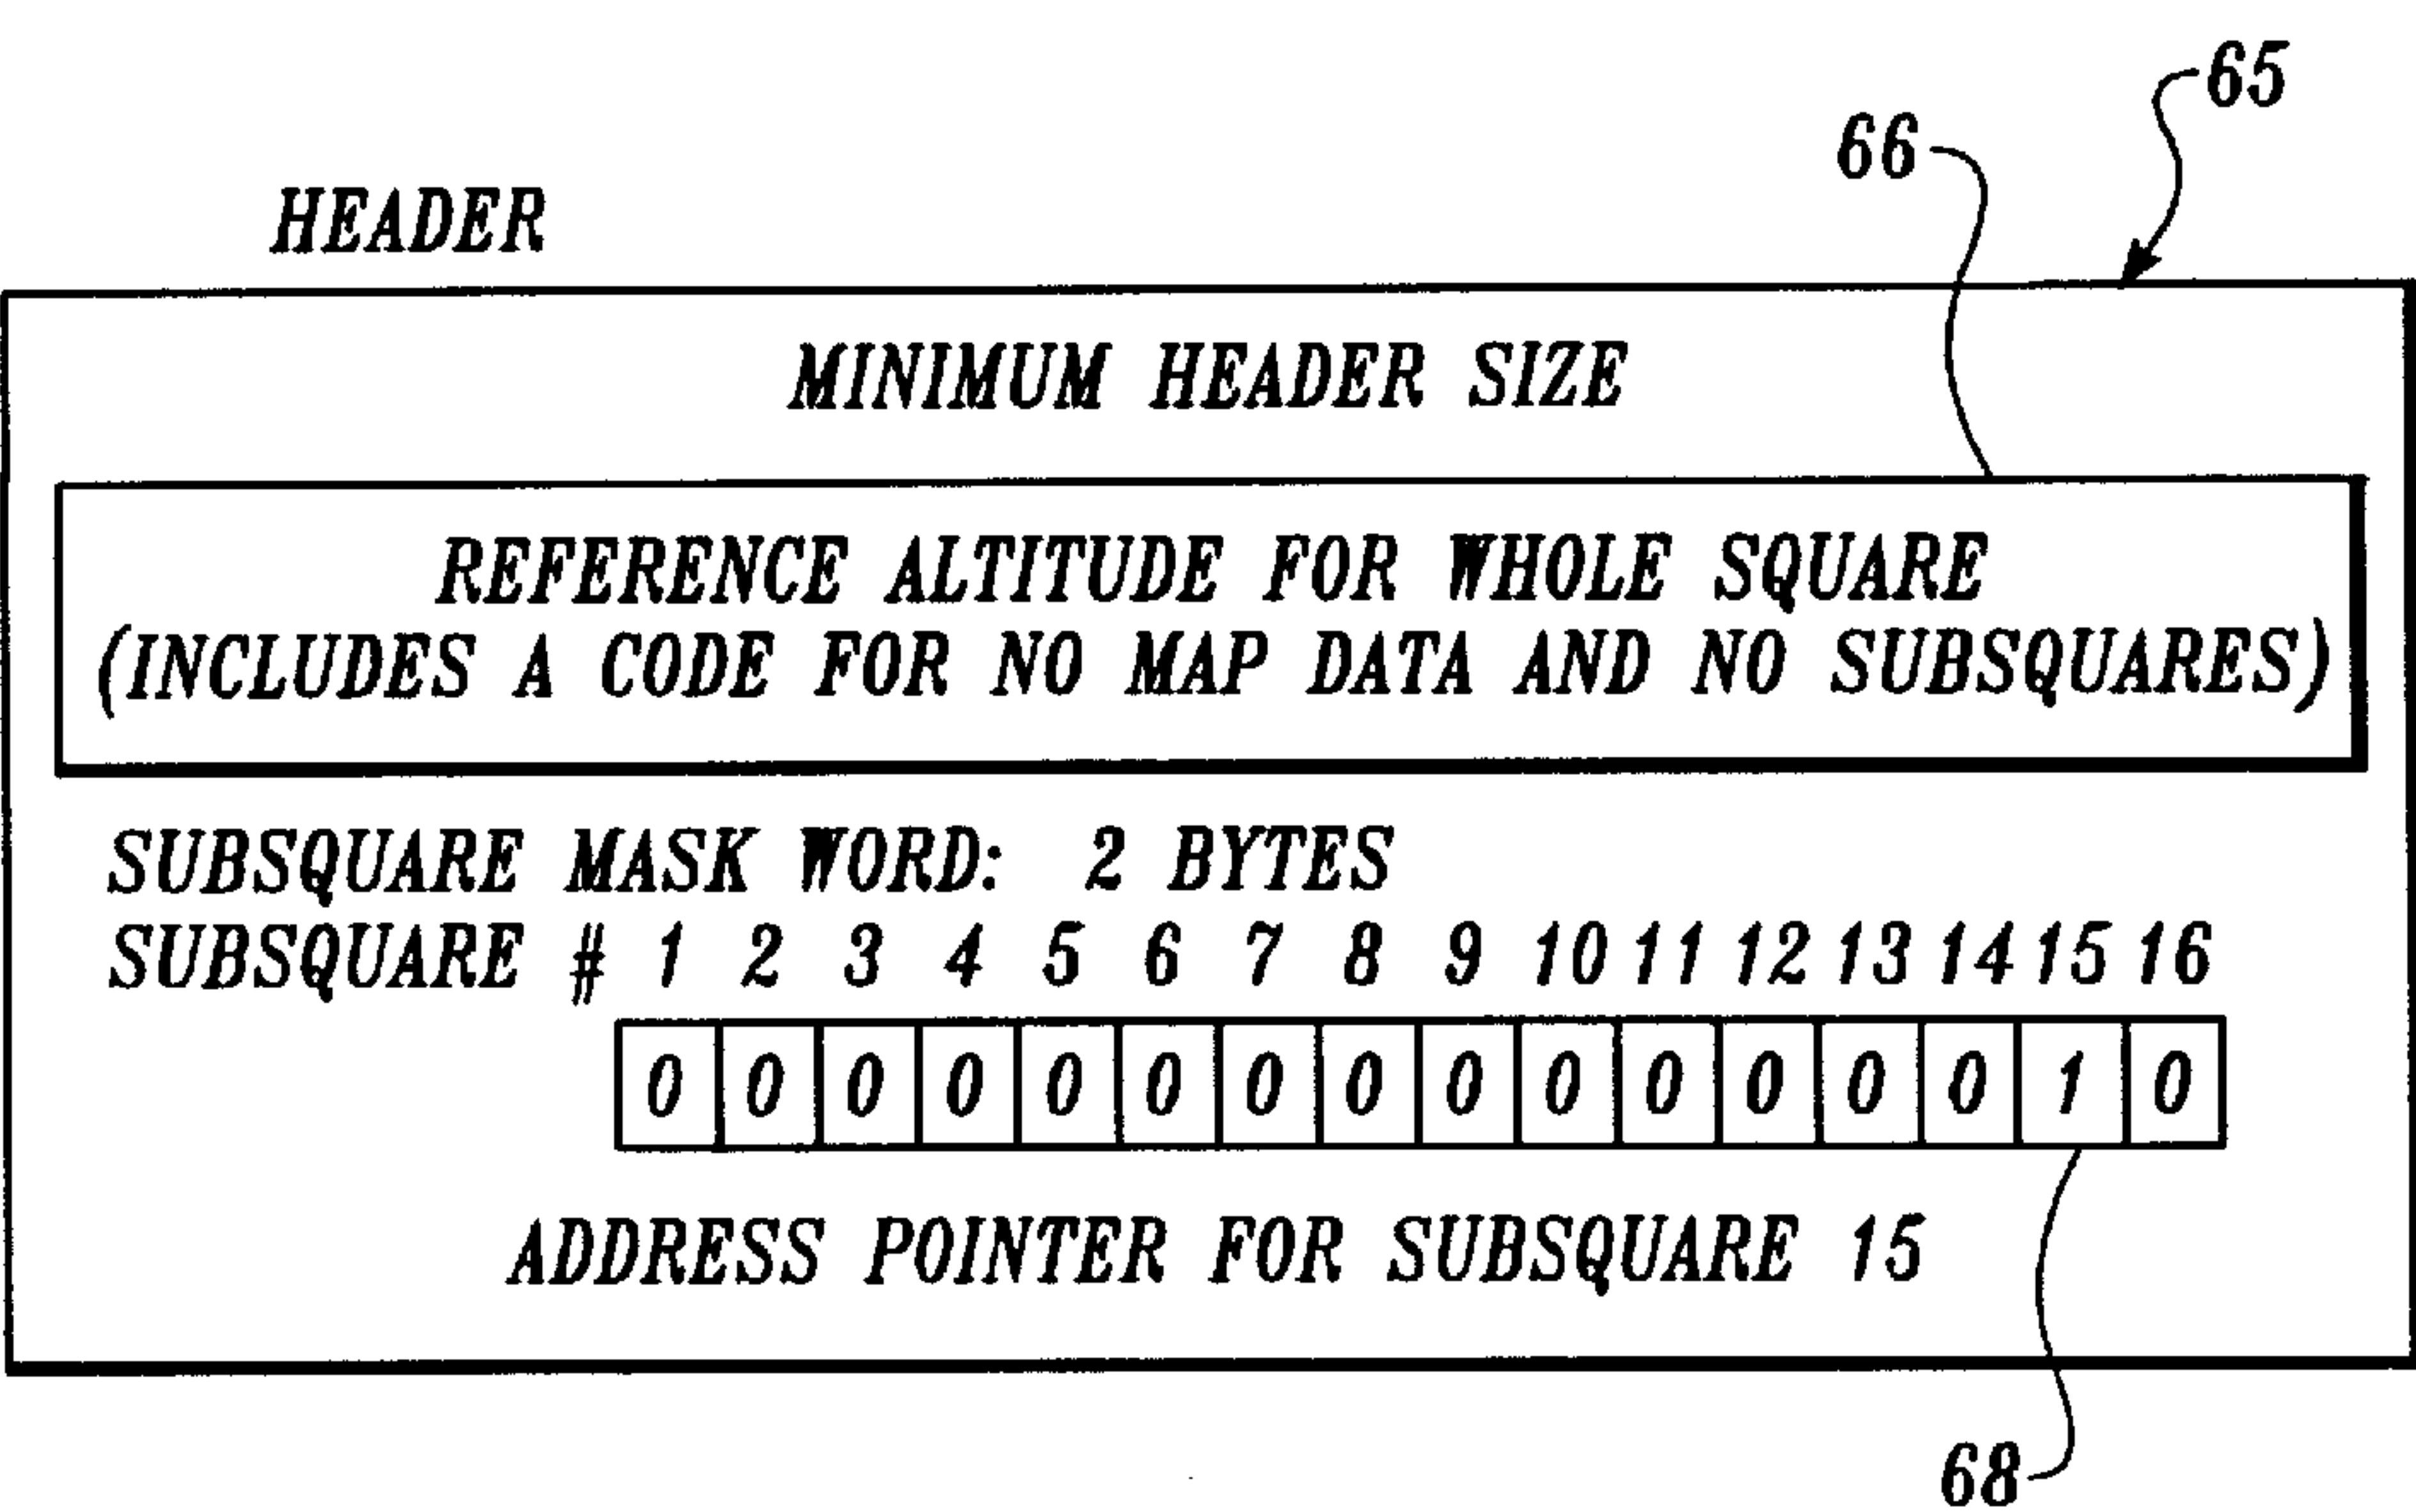 65
66
HEADER
MINIMUM HEADER SIZE
REFERENCE ALTITUDE FOR WHOLE SQUARE
(INCLUDES A CODE FOR NO MAP DATA AND NO SUBSQUARES)
SUBSQUARE MASK WORD: 2 BYTES
SUBSQUARE # 1 2 3 4 5 6 7 8 9 10 11 12 13 14 15 16
0 0 0 0 0 0 0 0 0 0 0 0 0 0 1 0
ADDRESS POINTER FOR SUBSQUARE 15
68